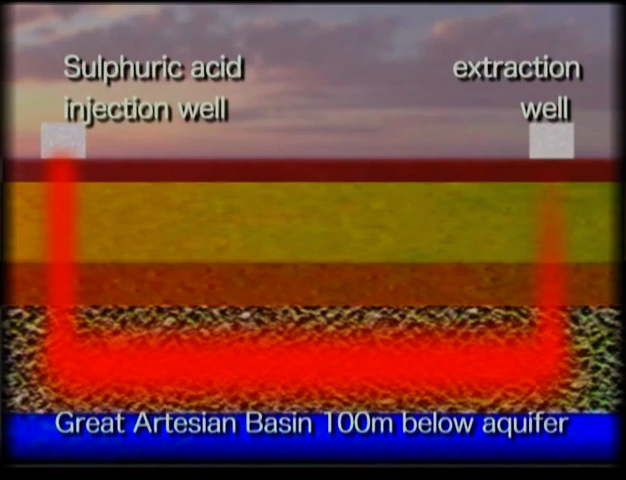 Sulphuric acid
injection well
extraction
well
Great Artesian Basin 100m below aquifer